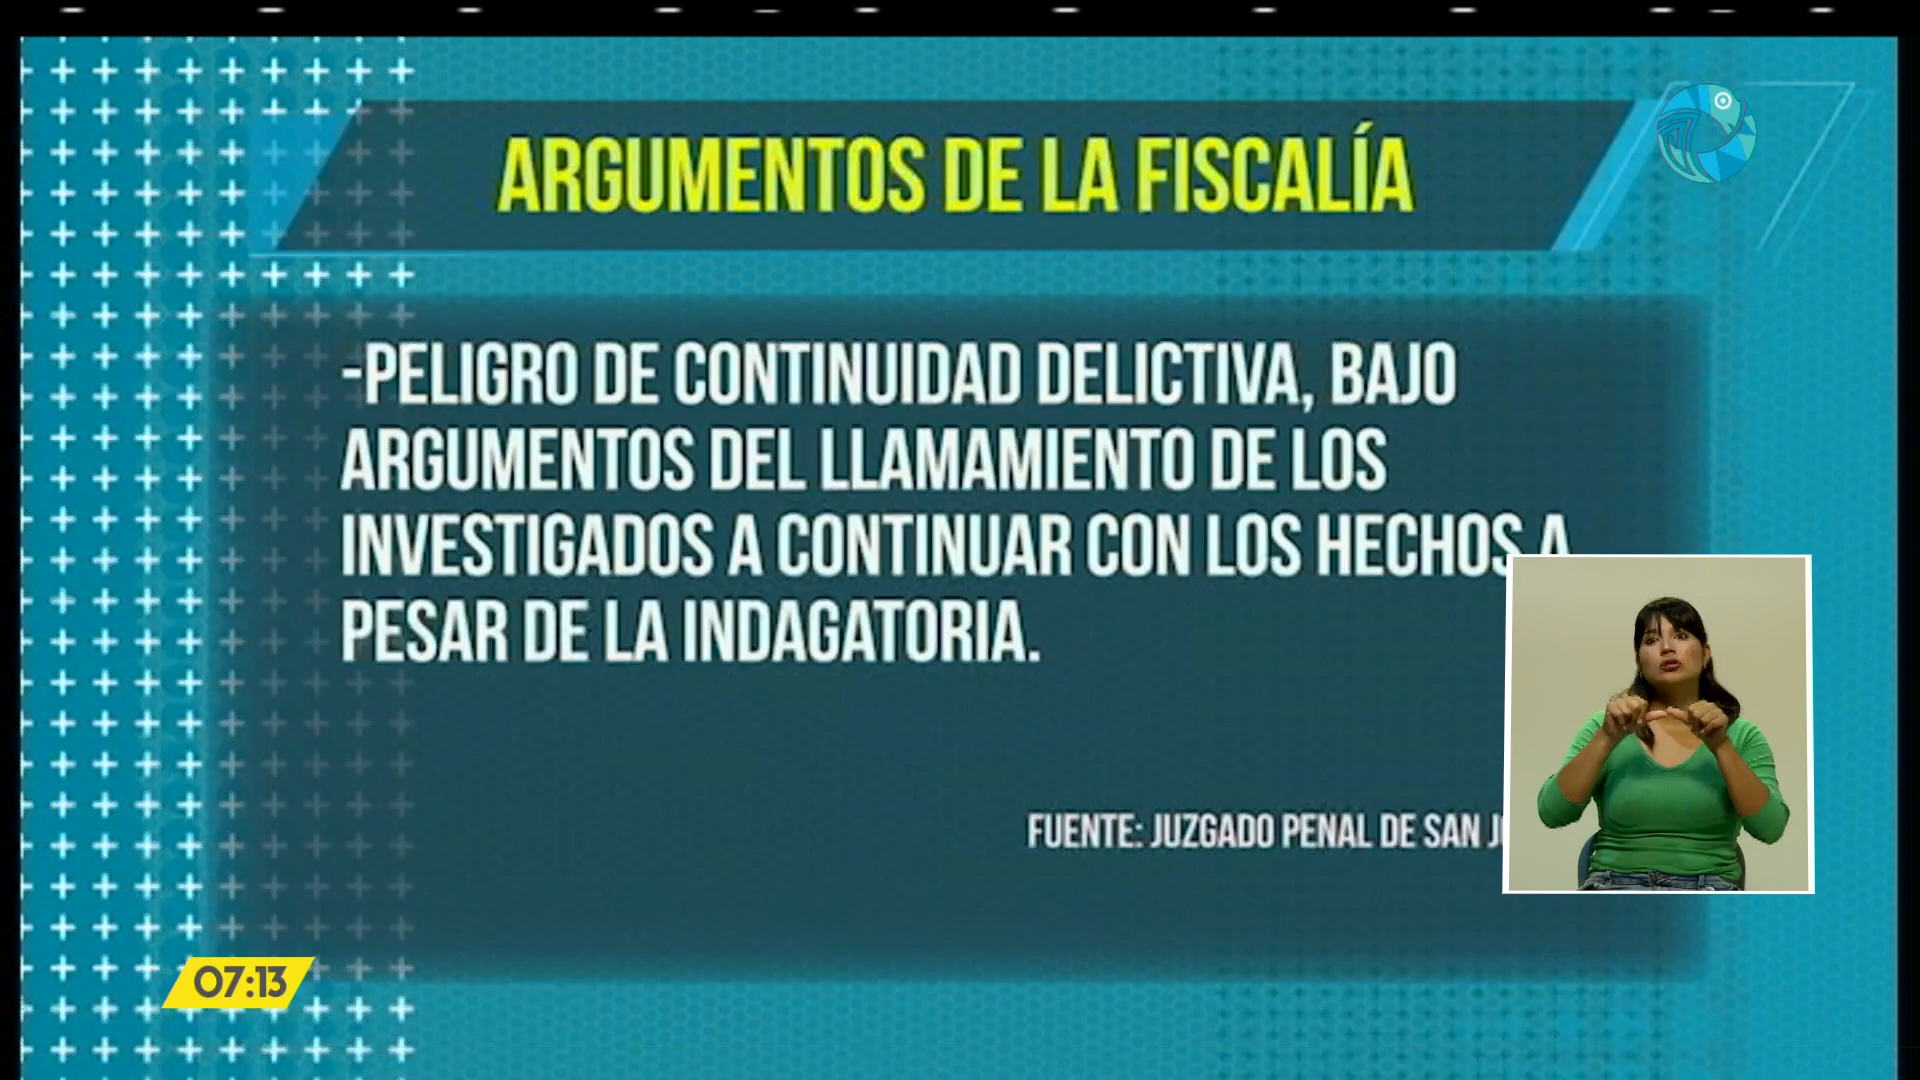 ARGUMENTOS DE LA FISCALÍA
-PELIGRO DE CONTINUIDAD DELICTIVA, BAJO
ARGUMENTOS DEL LLAMAMIENTO DE LOS
INVESTIGADOS A CONTINUAR CON LOS HECHOS A
PESAR DE LA INDAGATORIA.
FUENTE: JUZGADO PENAL DE SAN
07:13